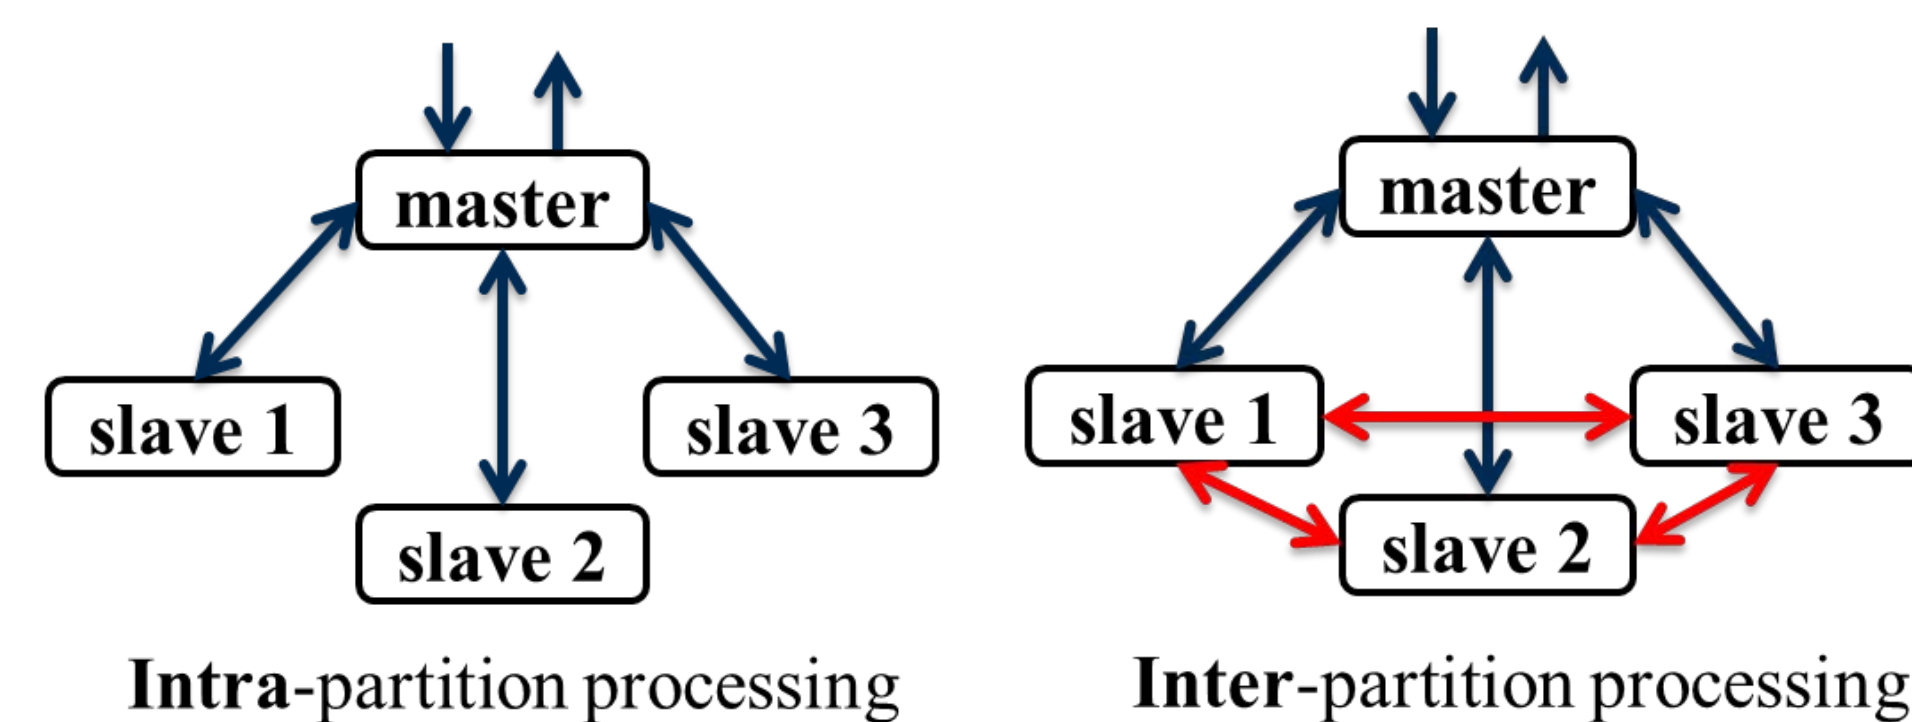 master
slave 1
slave 3
slave 2
Intra-partition processing
master
slave 1
slave 3
slave 2
Inter-partition processing